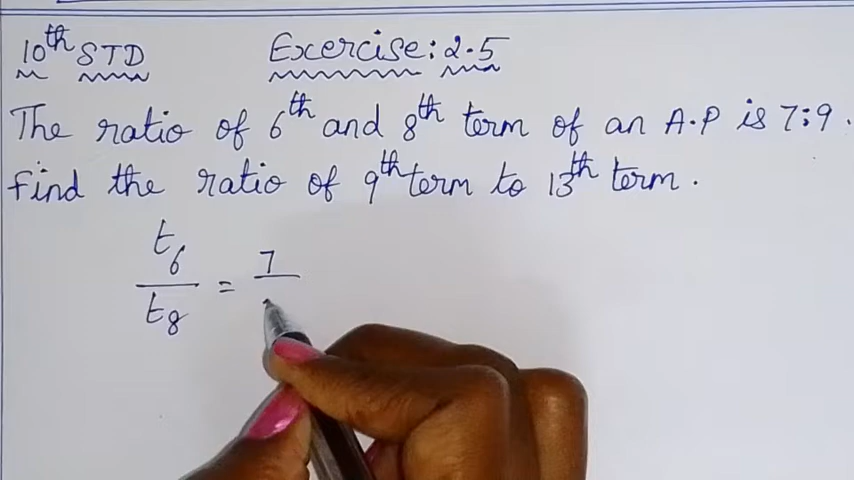 10th STD Exercise: 2.5
The ratio of 6th and 8th term of an A.P is 7:9.
Find the ratio of 9th term to 13th term.
t6/t8 = 7/